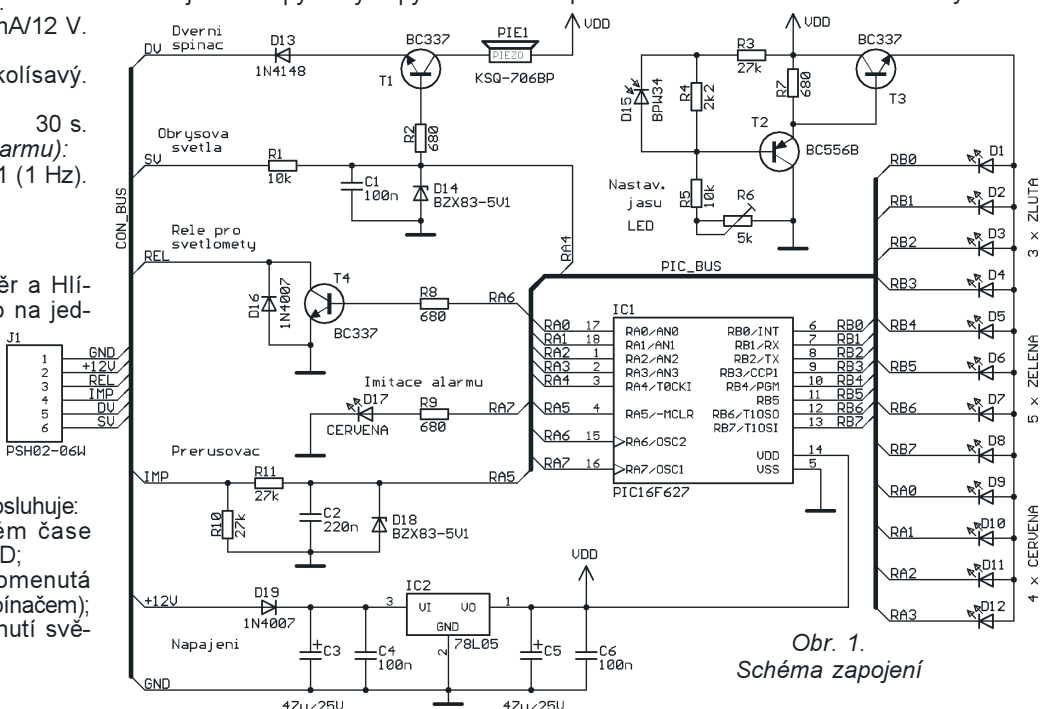 mA/12 V.
kolísavý.
30 s.
armu):
1 (1 Hz).
ěr a Hlí-
o na jed-
osluhuje:
ém čase
D;
omenutá
pínačem);
nutí svě-
DV
Dverni
spinac
D13
1N4148
BC337
T1
PIE1
PIEZO
KSQ-706BP
VDD
R2
680
Obrysova
svetla
SV
R1
10k
C1
100n
D14
BZX83-5V1
RA4
CON_BUS
Rele pro
svetlomety
REL
D16
1N4007
T4
BC337
R8
680
RA6
Imitace alarmu
D17
CERVENA
R9
680
RA7
J1
1 GND
2 +12V
3 REL
4 IMP
5 DV
6 SV
PSH02-06W
Prerusovac
IMP
R11
27k
R10
27k
C2
220n
D18
BZX83-5V1
RA5
+12V
D19
1N4007
Napajeni
C3
47u/25V
C4
100n
IC2
3 VI VO 1
GND
2
78L05
C5
47u/25V
C6
100n
VDD
GND
VDD
R3
27k
BC337
T3
D15
BPW34
R4
2k2
R7
680
T2
BC556B
Nastav.
jasu
LED
R5
10k
R6
5k
PIC_BUS
IC1
RA0 17 RA0/AN0 RB0/INT 6 RB0
RA1 18 RA1/AN1 RB1/RX 7 RB1
RA2 1 RA2/AN2 RB2/TX 8 RB2
RA3 2 RA3/AN3 RB3/CCP1 9 RB3
RA4 3 RA4/T0CKI RB4/PGM 10 RB4
RB5 11 RB5
RA5 4 RA5/-MCLR RB6/T1OSO 12 RB6
RB7/T1OSI 13 RB7
RA6 15 RA6/OSC2
VDD 14
RA7 16 RA7/OSC1 VSS 5
PIC16F627
RB0 D1
RB1 D2
RB2 D3
RB3 D4
RB4 D5
RB5 D6
RB6 D7
RB7 D8
RA0 D9
RA1 D10
RA2 D11
RA3 D12
3 x ZLUTA
5 x ZELENA
4 x CERVENA
Obr. 1.
Schéma zapojení